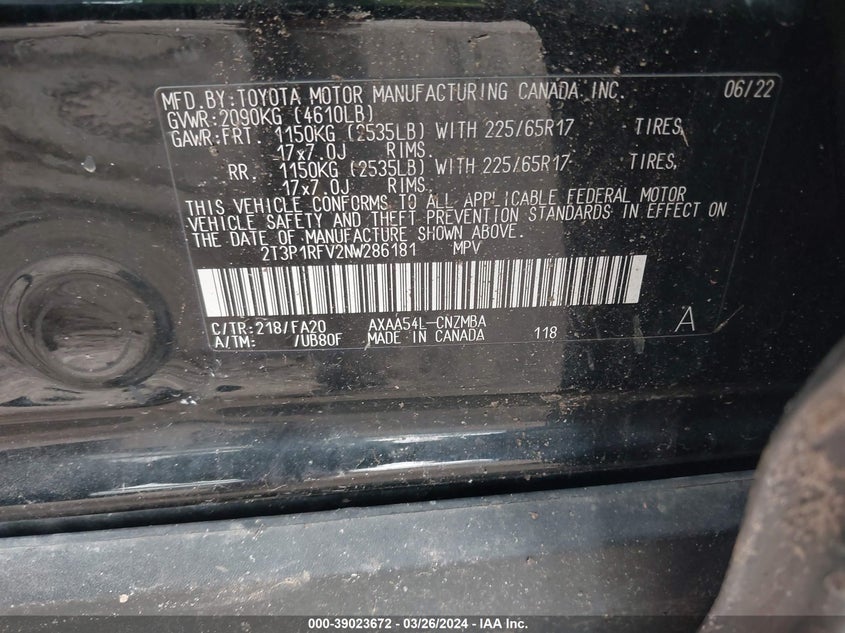 MFD. BY: TOYOTA MOTOR MANUFACTURING CANADA INC. 06/22
GVWR: 2090KG (4610LB)
GAWR: FRT. 1150KG (2535LB) WITH 225/65R17 TIRES,
17x7.0J RIMS.
RR. 1150KG (2535LB) WITH 225/65R17 TIRES,
17x7.0J RIMS.
THIS VEHICLE CONFORMS TO ALL APPLICABLE FEDERAL MOTOR
VEHICLE SAFETY AND THEFT PREVENTION STANDARDS IN EFFECT ON
THE DATE OF MANUFACTURE SHOWN ABOVE.
2T3P1RFV2NW286181 MPV
C/TR: 218/FA20 AXAA54L-CNZMBA
A/TM: /UB80F MADE IN CANADA 118 A
000-39023672 - 03/26/2024 - IAA Inc.